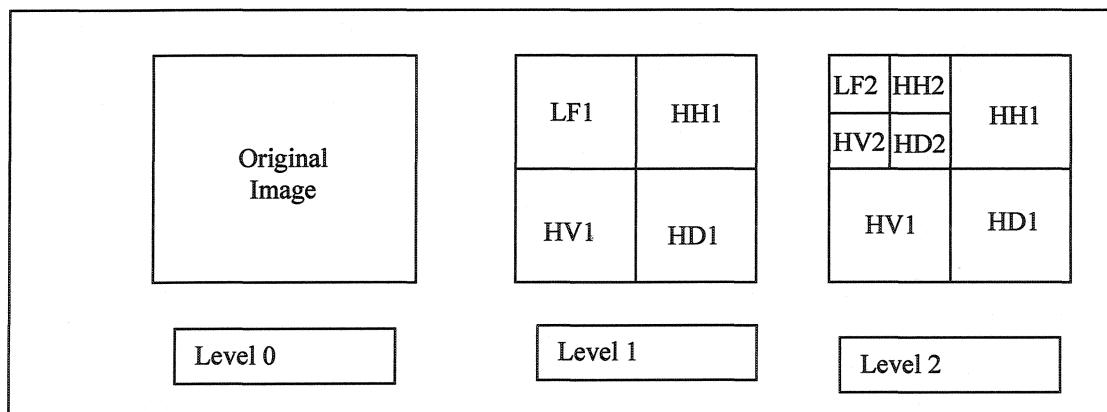 Original
Image
LF1 HH1
HV1 HD1
LF2 HH2
HV2 HD2
HH1
HV1 HD1
Level 0
Level 1
Level 2